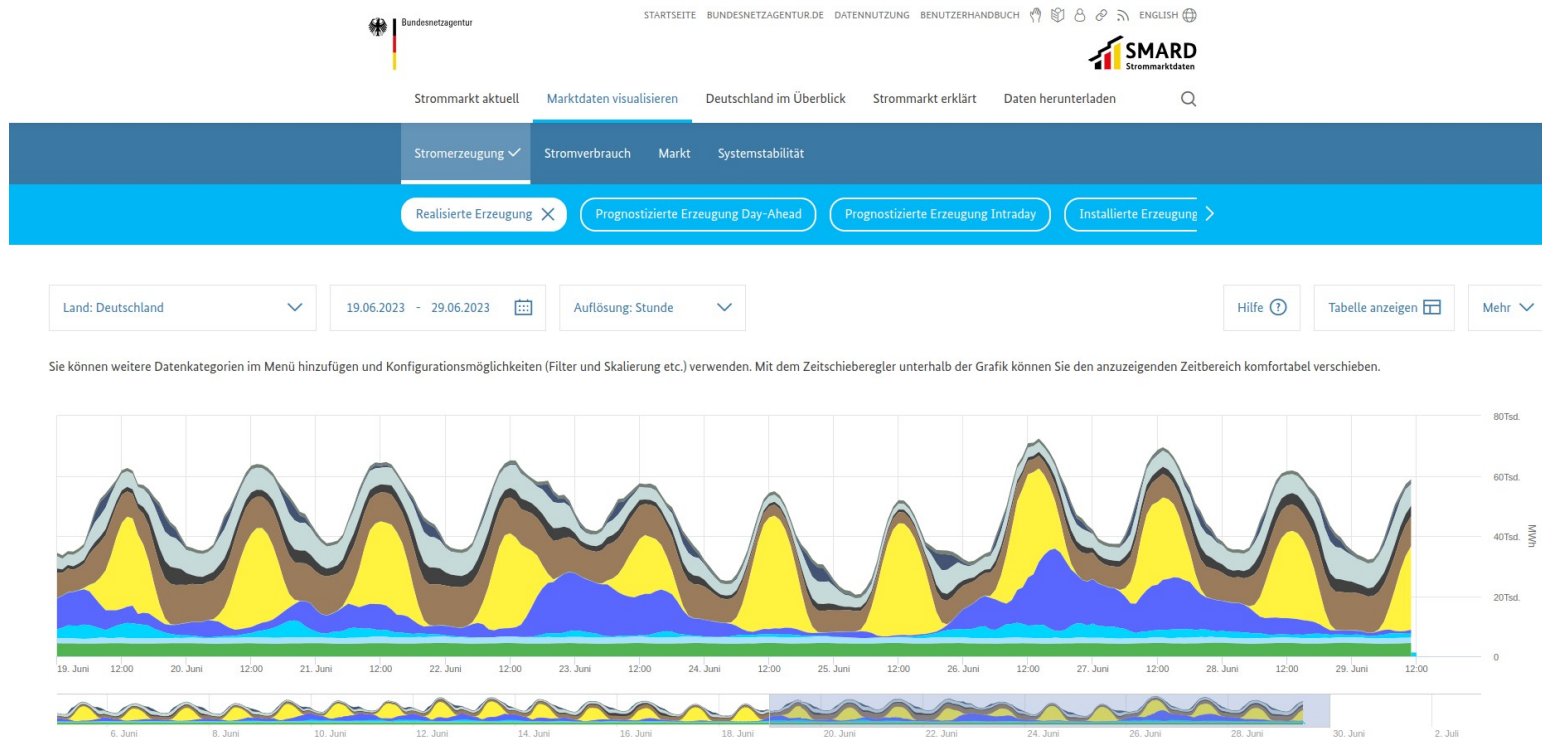 Bundesnetzagentur
STARTSEITE BUNDESNETZAGENTUR.DE DATENNUTZUNG BENUTZERHANDBUCH ENGLISH
SMARD
Strommarktdaten
Strommarkt aktuell Marktdaten visualisieren Deutschland im Überblick Strommarkt erklärt Daten herunterladen
Stromerzeugung Stromverbrauch Markt Systemstabilität
Realisierte Erzeugung Prognostizierte Erzeugung Day-Ahead Prognostizierte Erzeugung Intraday Installierte Erzeugung
Land: Deutschland 19.06.2023 - 29.06.2023 Auflösung: Stunde Hilfe Tabelle anzeigen Mehr
Sie können weitere Datenkategorien im Menü hinzufügen und Konfigurationsmöglichkeiten (Filter und Skalierung etc.) verwenden. Mit dem Zeitschieberegler unterhalb der Grafik können Sie den anzuzeigenden Zeitbereich komfortabel verschieben.
80Tsd.
60Tsd.
40Tsd.
MWh
20Tsd.
0
19. Juni 12:00 20. Juni 12:00 21. Juni 12:00 22. Juni 12:00 23. Juni 12:00 24. Juni 12:00 25. Juni 12:00 26. Juni 12:00 27. Juni 12:00 28. Juni 12:00 29. Juni 12:00
6. Juni 8. Juni 10. Juni 12. Juni 14. Juni 16. Juni 18. Juni 20. Juni 22. Juni 24. Juni 26. Juni 28. Juni 30. Juni 2. Juli